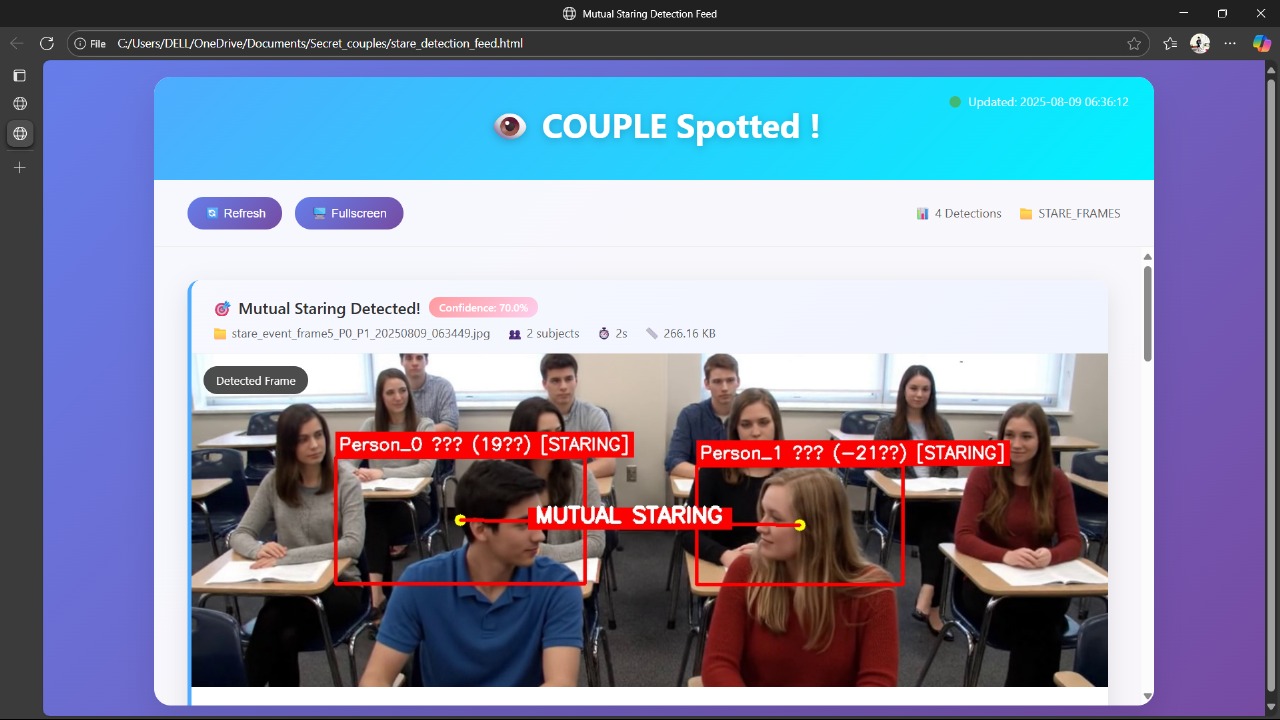 Mutual Staring Detection Feed
File C:/Users/DELL/OneDrive/Documents/Secret_couples/stare_detection_feed.html
Updated: 2025-08-09 06:36:12
COUPLE Spotted !
Refresh Fullscreen 4 Detections STARE_FRAMES
Mutual Staring Detected! Confidence: 70.0%
stare_event_frame5_P0_P1_20250809_063449.jpg 2 subjects 2s 266.16 KB
Detected Frame
Person_0 ??? (19??) [STARING]
Person_1 ??? (-21??) [STARING]
MUTUAL STARING